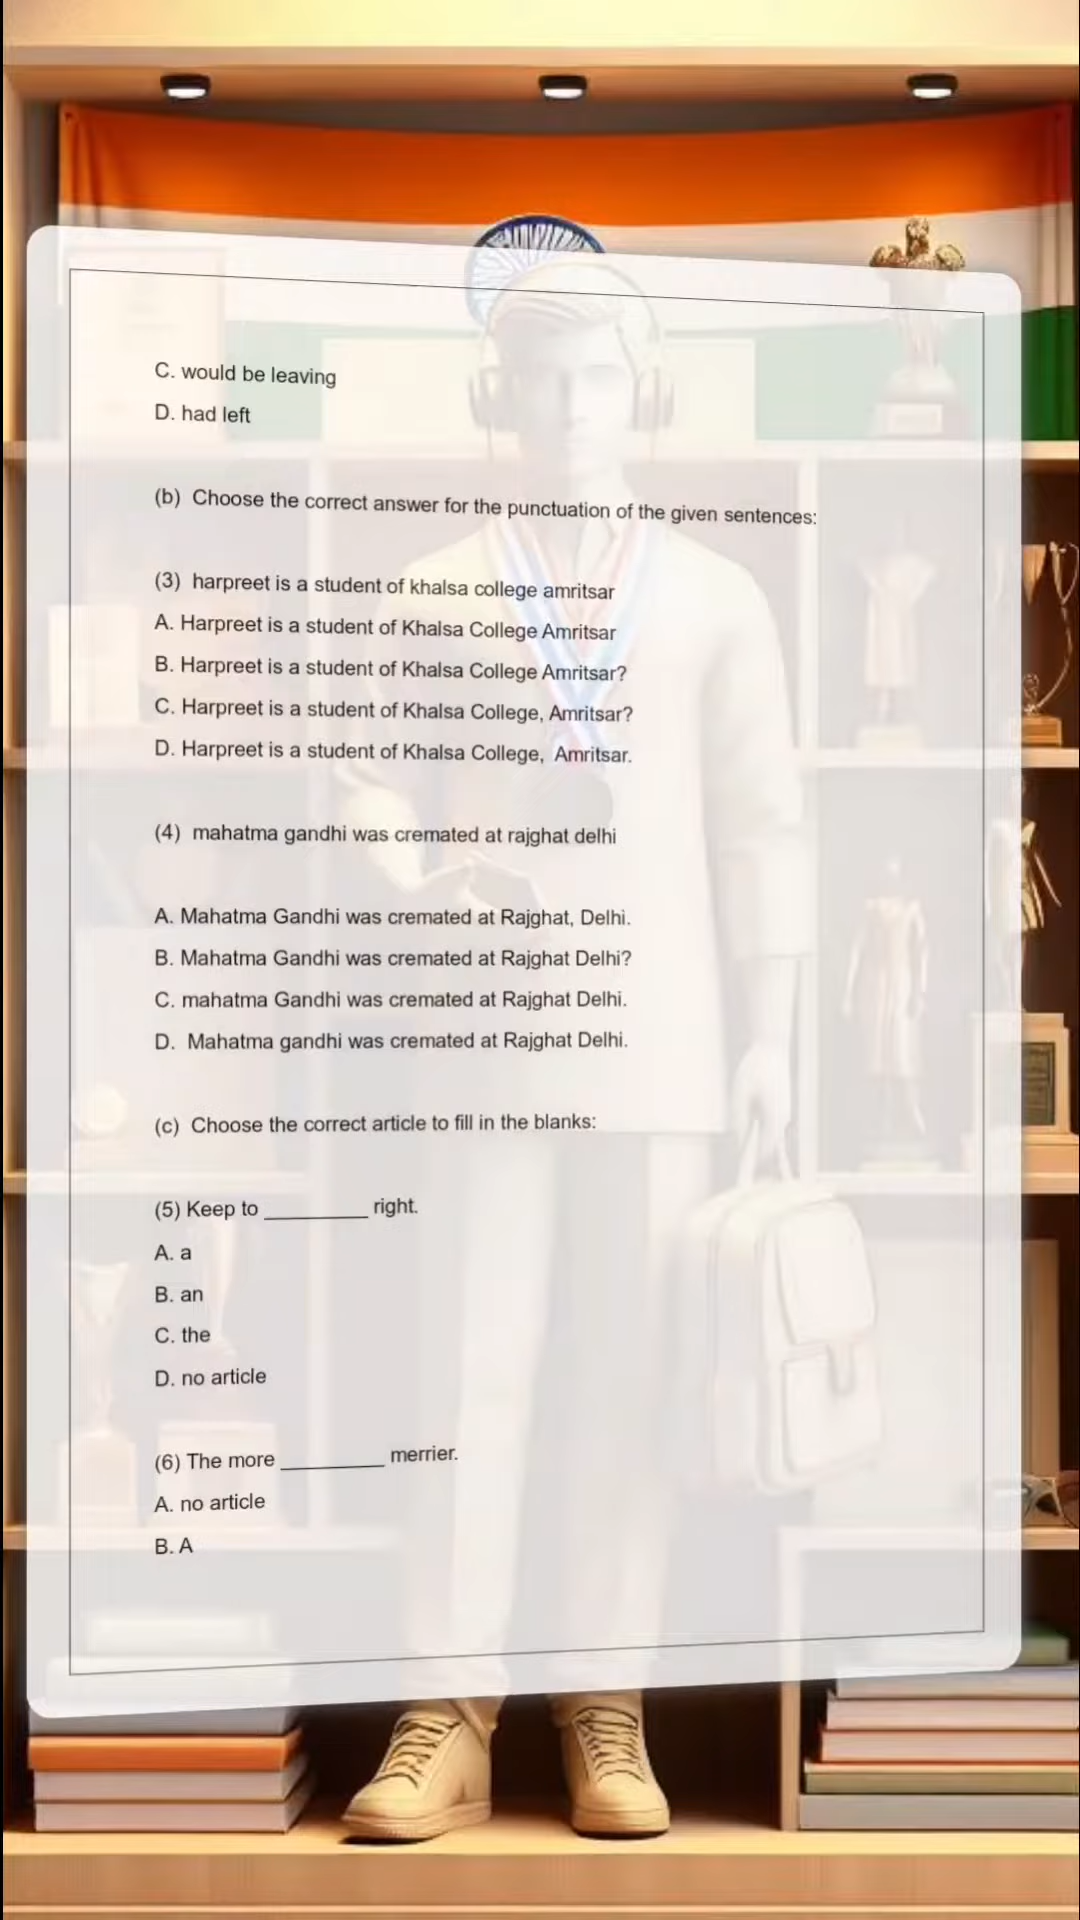 C. would be leaving
D. had left
(b) Choose the correct answer for the punctuation of the given sentences:
(3) harpreet is a student of khalsa college amritsar
A. Harpreet is a student of Khalsa College Amritsar
B. Harpreet is a student of Khalsa College Amritsar?
C. Harpreet is a student of Khalsa College, Amritsar?
D. Harpreet is a student of Khalsa College, Amritsar.
(4) mahatma gandhi was cremated at rajghat delhi
A. Mahatma Gandhi was cremated at Rajghat, Delhi.
B. Mahatma Gandhi was cremated at Rajghat Delhi?
C. mahatma Gandhi was cremated at Rajghat Delhi.
D. Mahatma gandhi was cremated at Rajghat Delhi.
(c) Choose the correct article to fill in the blanks:
(5) Keep to __________ right.
A. a
B. an
C. the
D. no article
(6) The more __________ merrier.
A. no article
B. A